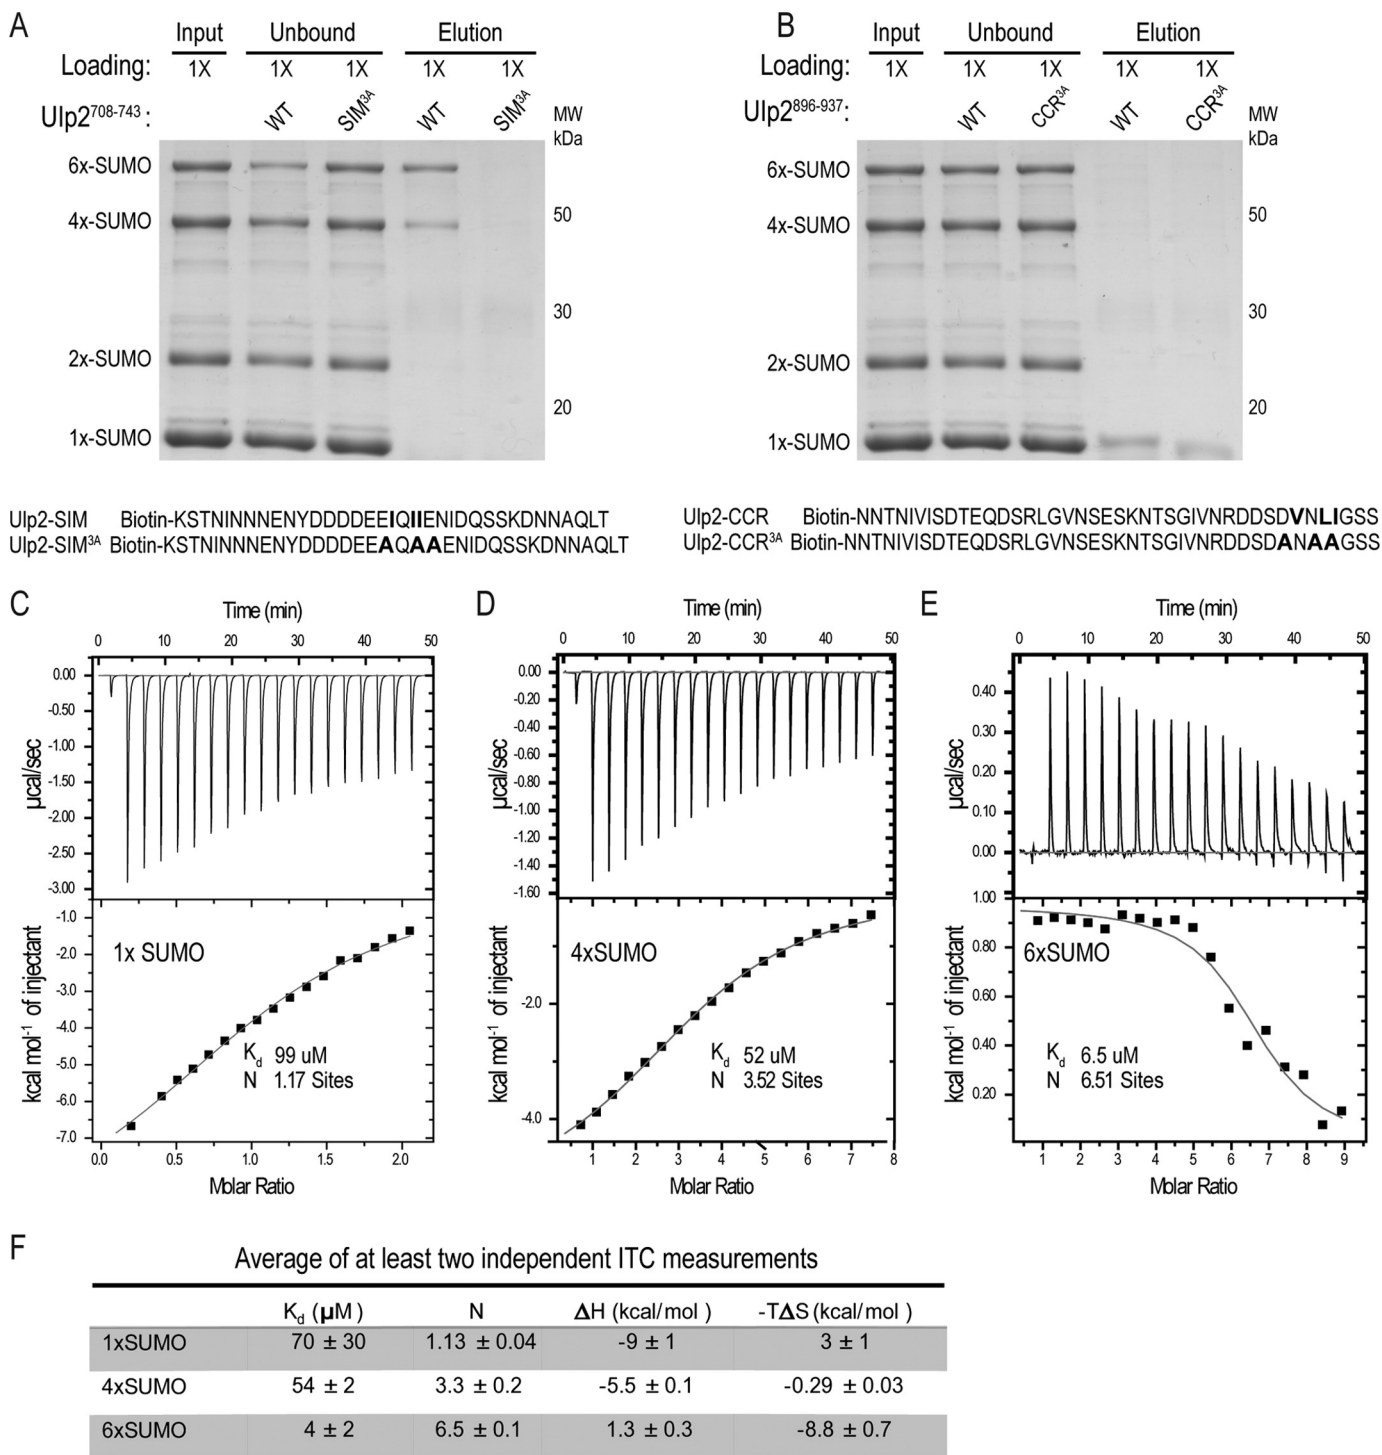 A
Input Unbound Elution
Loading: 1X 1X 1X 1X 1X
Ulp2708-743 : WT SIM3A WT SIM3A MW
kDa
6x-SUMO
50
4x-SUMO
30
2x-SUMO
20
1x-SUMO
B
Input Unbound Elution
Loading: 1X 1X 1X 1X 1X
Ulp2896-937: WT CCR3A WT CCR3A MW
kDa
6x-SUMO
50
4x-SUMO
30
2x-SUMO
20
1x-SUMO
Ulp2-SIM Biotin-KSTNINNNENYDDDDEEIQIIENIDQSSKDNNAQLT
Ulp2-SIM3A Biotin-KSTNINNNENYDDDDEEAQAAENIDQSSKDNNAQLT
Ulp2-CCR Biotin-NNTNIVISDTEQDSRLGVNSESKNTSGIVNRDDSDVNLIGSS
Ulp2-CCR3A Biotin-NNTNIVISDTEQDSRLGVNSESKNTSGIVNRDDSDANAAGSS
C
Time (min)
0 10 20 30 40 50
0.00
-0.50
-1.00
-1.50
-2.00
-2.50
-3.00
µcal/sec
-1.0
-2.0
-3.0
-4.0
-5.0
-6.0
-7.0
kcal mol-1 of injectant
1x SUMO
Kd 99 uM
N 1.17 Sites
0.0 0.5 1.0 1.5 2.0
Molar Ratio
D
Time (min)
0 10 20 30 40 50
0.00
-0.20
-0.40
-0.60
-0.80
-1.00
-1.20
-1.40
-1.60
µcal/sec
-2.0
-4.0
kcal mol-1 of injectant
4xSUMO
Kd 52 uM
N 3.52 Sites
1 2 3 4 5 6 7 8
Molar Ratio
E
Time (min)
0 10 20 30 40 50
0.40
0.30
0.20
0.10
0.00
µcal/sec
1.00
0.80
0.60
0.40
0.20
kcal mol-1 of injectant
6xSUMO
Kd 6.5 uM
N 6.51 Sites
1 2 3 4 5 6 7 8 9
Molar Ratio
F
Average of at least two independent ITC measurements
Kd (µM ) N ΔH (kcal/mol ) -TΔS (kcal/mol )
1xSUMO 70 ± 30 1.13 ± 0.04 -9 ± 1 3 ± 1
4xSUMO 54 ± 2 3.3 ± 0.2 -5.5 ± 0.1 -0.29 ± 0.03
6xSUMO 4 ± 2 6.5 ± 0.1 1.3 ± 0.3 -8.8 ± 0.7